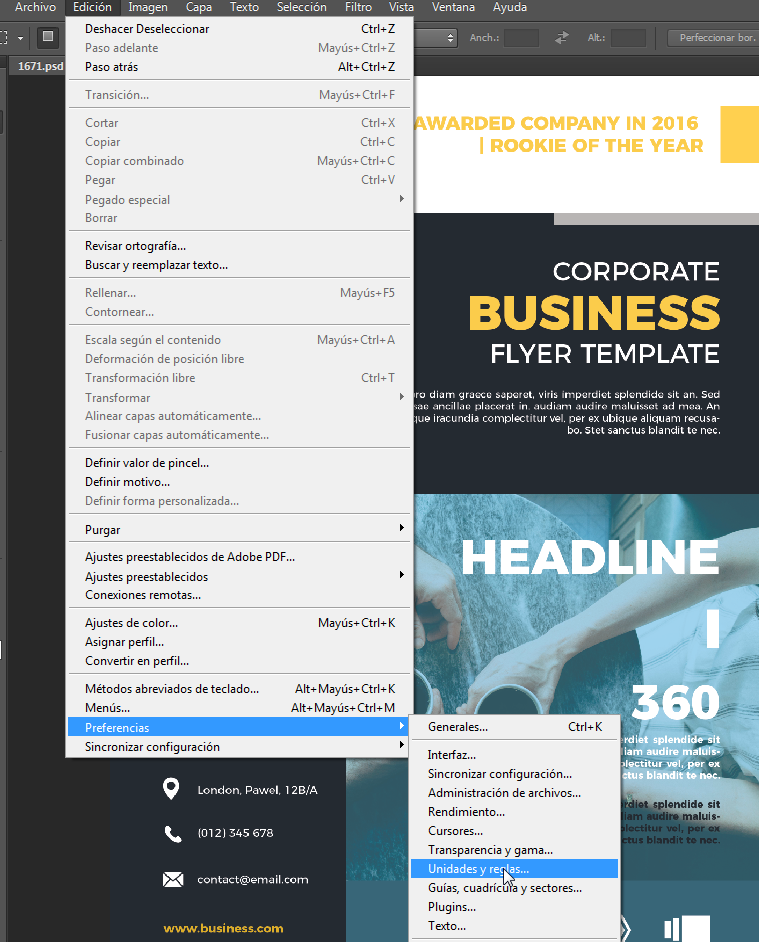 Archivo Edición Imagen Capa Texto Selección Filtro Vista Ventana Ayuda
Anch.: Alt.: Perfeccionar bor.
1671.psd
Deshacer Deseleccionar Ctrl+Z
Paso adelante Mayús+Ctrl+Z
Paso atrás Alt+Ctrl+Z
Transición... Mayús+Ctrl+F
Cortar Ctrl+X
Copiar Ctrl+C
Copiar combinado Mayús+Ctrl+C
Pegar Ctrl+V
Pegado especial
Borrar
Revisar ortografía...
Buscar y reemplazar texto...
Rellenar... Mayús+F5
Contornear...
Escala según el contenido Mayús+Ctrl+A
Deformación de posición libre
Transformación libre Ctrl+T
Transformar
Alinear capas automáticamente...
Fusionar capas automáticamente...
Definir valor de pincel...
Definir motivo...
Definir forma personalizada...
Purgar
Ajustes preestablecidos de Adobe PDF...
Ajustes preestablecidos
Conexiones remotas...
Ajustes de color... Mayús+Ctrl+K
Asignar perfil...
Convertir en perfil...
Métodos abreviados de teclado... Alt+Mayús+Ctrl+K
Menús... Alt+Mayús+Ctrl+M
Preferencias
Sincronizar configuración
Generales... Ctrl+K
Interfaz...
Sincronizar configuración...
Administración de archivos...
Rendimiento...
Cursores...
Transparencia y gama...
Unidades y reglas...
Guías, cuadrícula y sectores...
Plugins...
Texto...
AWARDED COMPANY IN 2016
| ROOKIE OF THE YEAR
CORPORATE
BUSINESS
FLYER TEMPLATE
diam graece saperet, viris imperdiet splendide sit an. Sed
ancillae placerat in, audiam audire maluisset ad mea. An
iracundia complectitur vel, per ex ubique aliquam recusa-
bo. Stet sanctus blandit te nec.
HEADLINE
I
360
splendide sit
audire maluis-
vel, per ex
blandit te nec.
splendide sit
audire maluis-
vel, per ex
blandit te nec.
London, Pawel, 12B/A
(012) 345 678
contact@email.com
www.business.com